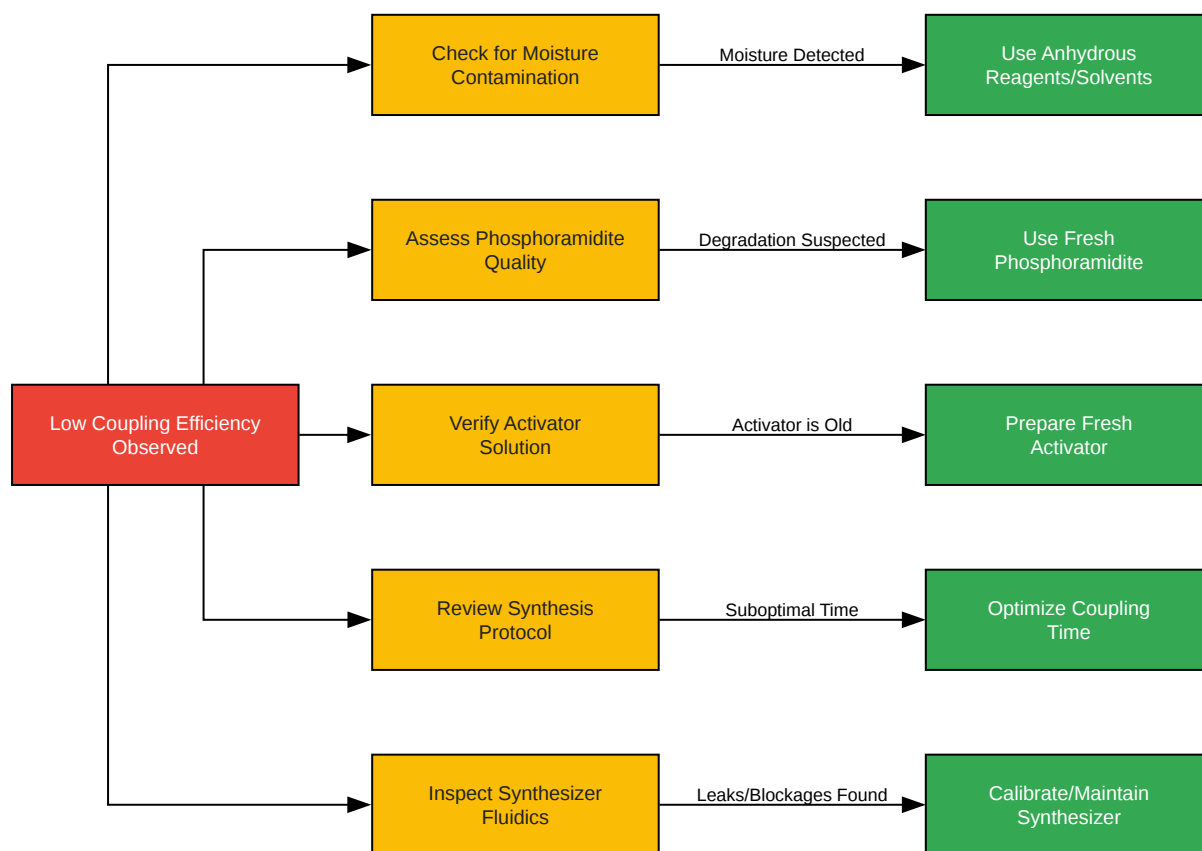 Check for Moisture
Contamination
Moisture Detected
Use Anhydrous
Reagents/Solvents
Assess Phosphoramidite
Quality
Degradation Suspected
Use Fresh
Phosphoramidite
Low Coupling Efficiency
Observed
Verify Activator
Solution
Activator is Old
Prepare Fresh
Activator
Review Synthesis
Protocol
Suboptimal Time
Optimize Coupling
Time
Inspect Synthesizer
Fluidics
Leaks/Blockages Found
Calibrate/Maintain
Synthesizer